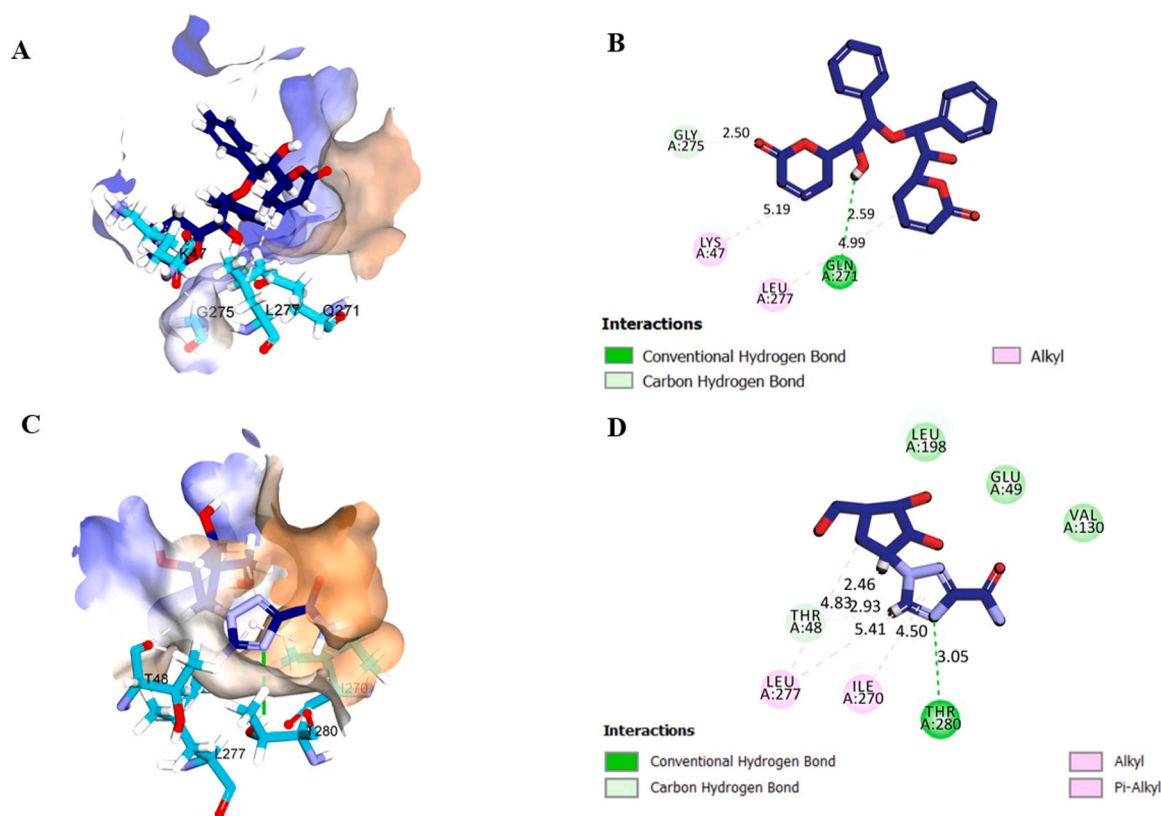 A
K47
G275
L277
Q271
B
GLY
A:275
2.50
5.19
2.59
LYS
A:47
4.99
GLN
A:271
LEU
A:277
Interactions
Conventional Hydrogen Bond
Carbon Hydrogen Bond
Alkyl
C
T48
I270
T280
L277
D
LEU
A:198
GLU
A:49
VAL
A:130
2.46
4.83
2.93
THR
A:48
5.41
4.50
3.05
LEU
A:277
ILE
A:270
THR
A:280
Interactions
Conventional Hydrogen Bond
Carbon Hydrogen Bond
Alkyl
Pi-Alkyl